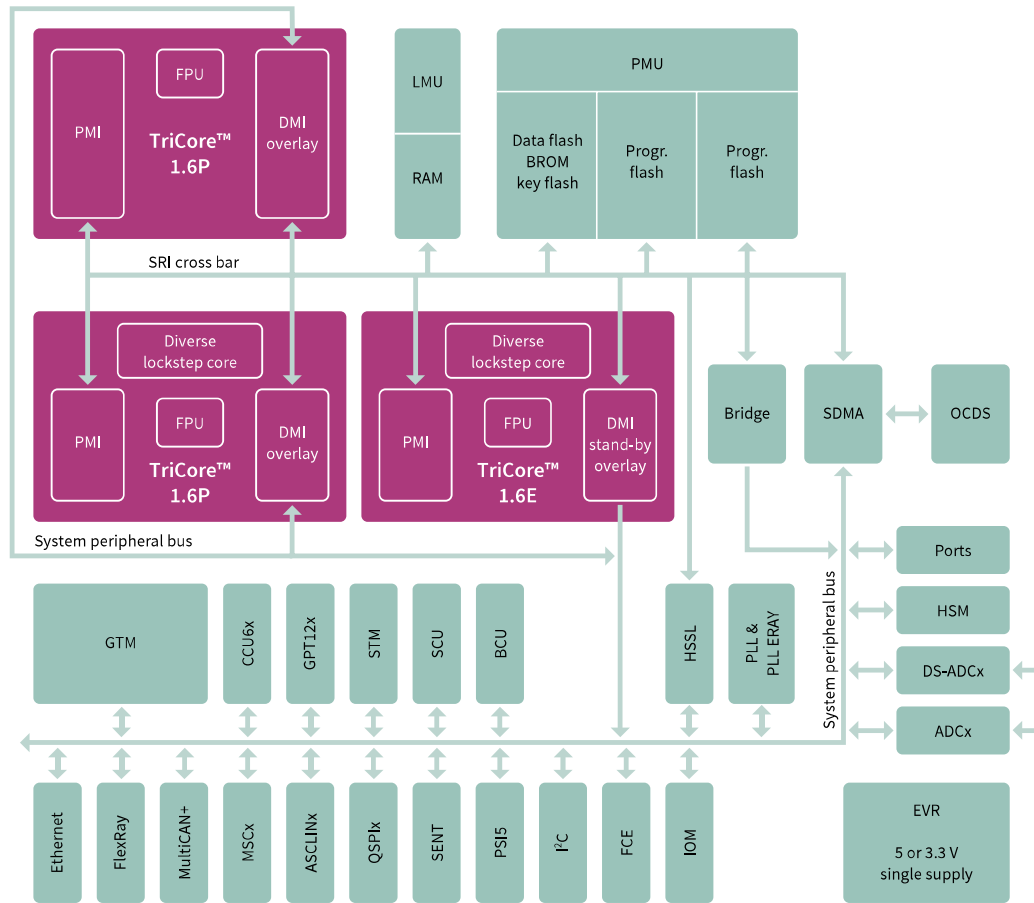 FPU
PMI
TriCore™
1.6P
DMI
overlay
LMU
RAM
PMU
Data flash
BROM
key flash
Progr.
flash
Progr.
flash
SRI cross bar
Diverse
lockstep core
PMI
FPU
TriCore™
1.6P
DMI
overlay
Diverse
lockstep core
PMI
FPU
TriCore™
1.6E
DMI
stand-by
overlay
Bridge
SDMA
OCDS
System peripheral bus
Ports
HSM
DS-ADCx
ADCx
System peripheral bus
GTM
CCU6x
GPT12x
STM
SCU
BCU
HSSL
PLL &
PLL ERAY
Ethernet
FlexRay
MultiCAN+
MSCx
ASCLINx
QSPIx
SENT
PSI5
I²C
FCE
IOM
EVR
5 or 3.3 V
single supply